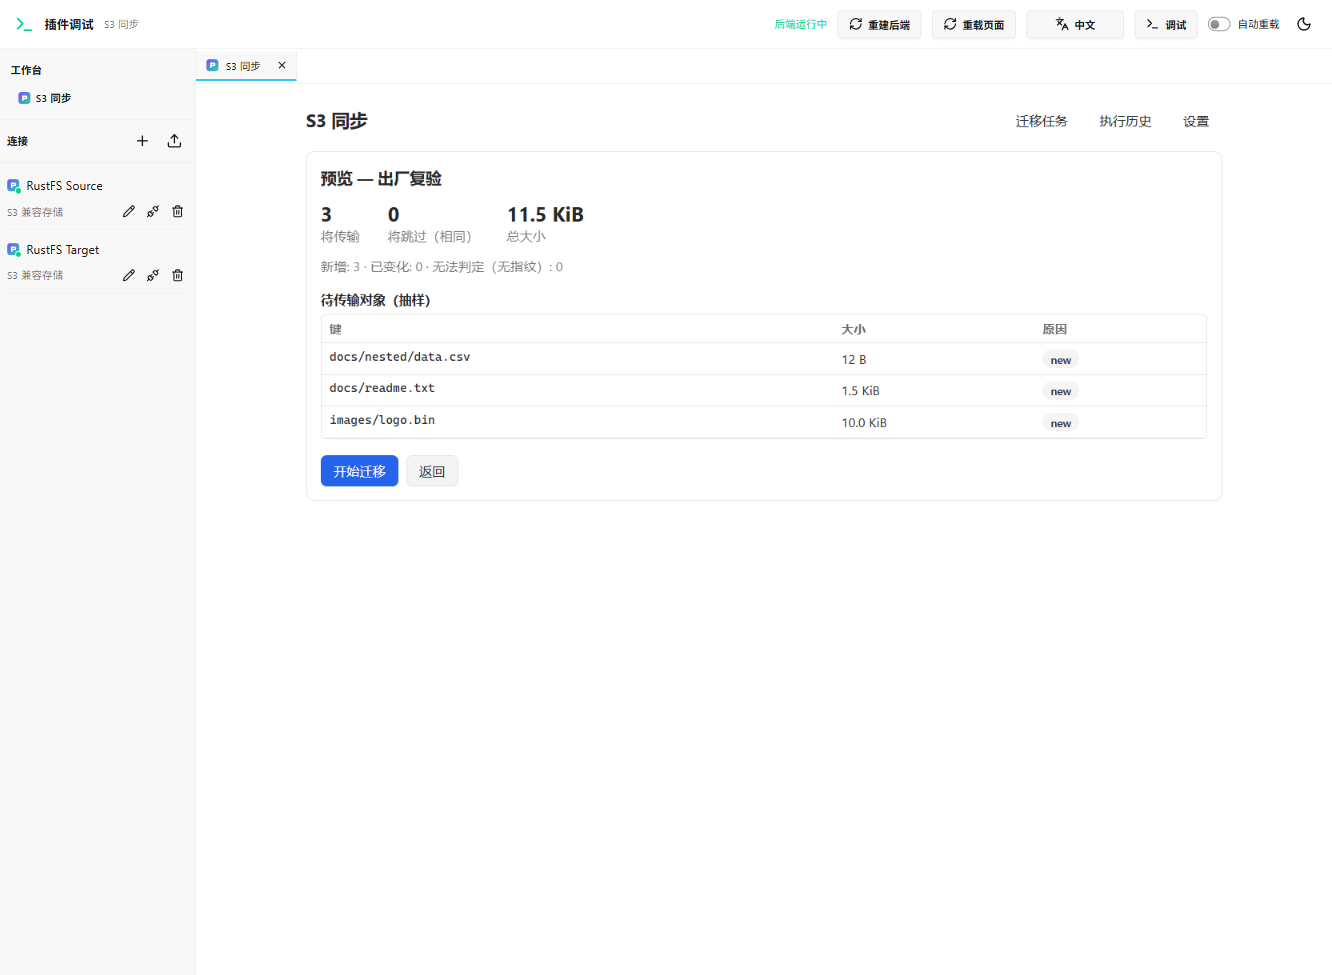 插件调试 S3 同步 后端运行中 重建后端 重载页面 中文 调试 自动重载
工作台
S3 同步
连接
RustFS Source
S3 兼容存储
RustFS Target
S3 兼容存储
S3 同步
S3 同步 迁移任务 执行历史 设置
预览 — 出厂复验
3 0 11.5 KiB
将传输 将跳过（相同） 总大小
新增: 3 · 已变化: 0 · 无法判定（无指纹）: 0
待传输对象（抽样）
键 大小 原因
docs/nested/data.csv 12 B new
docs/readme.txt 1.5 KiB new
images/logo.bin 10.0 KiB new
开始迁移 返回